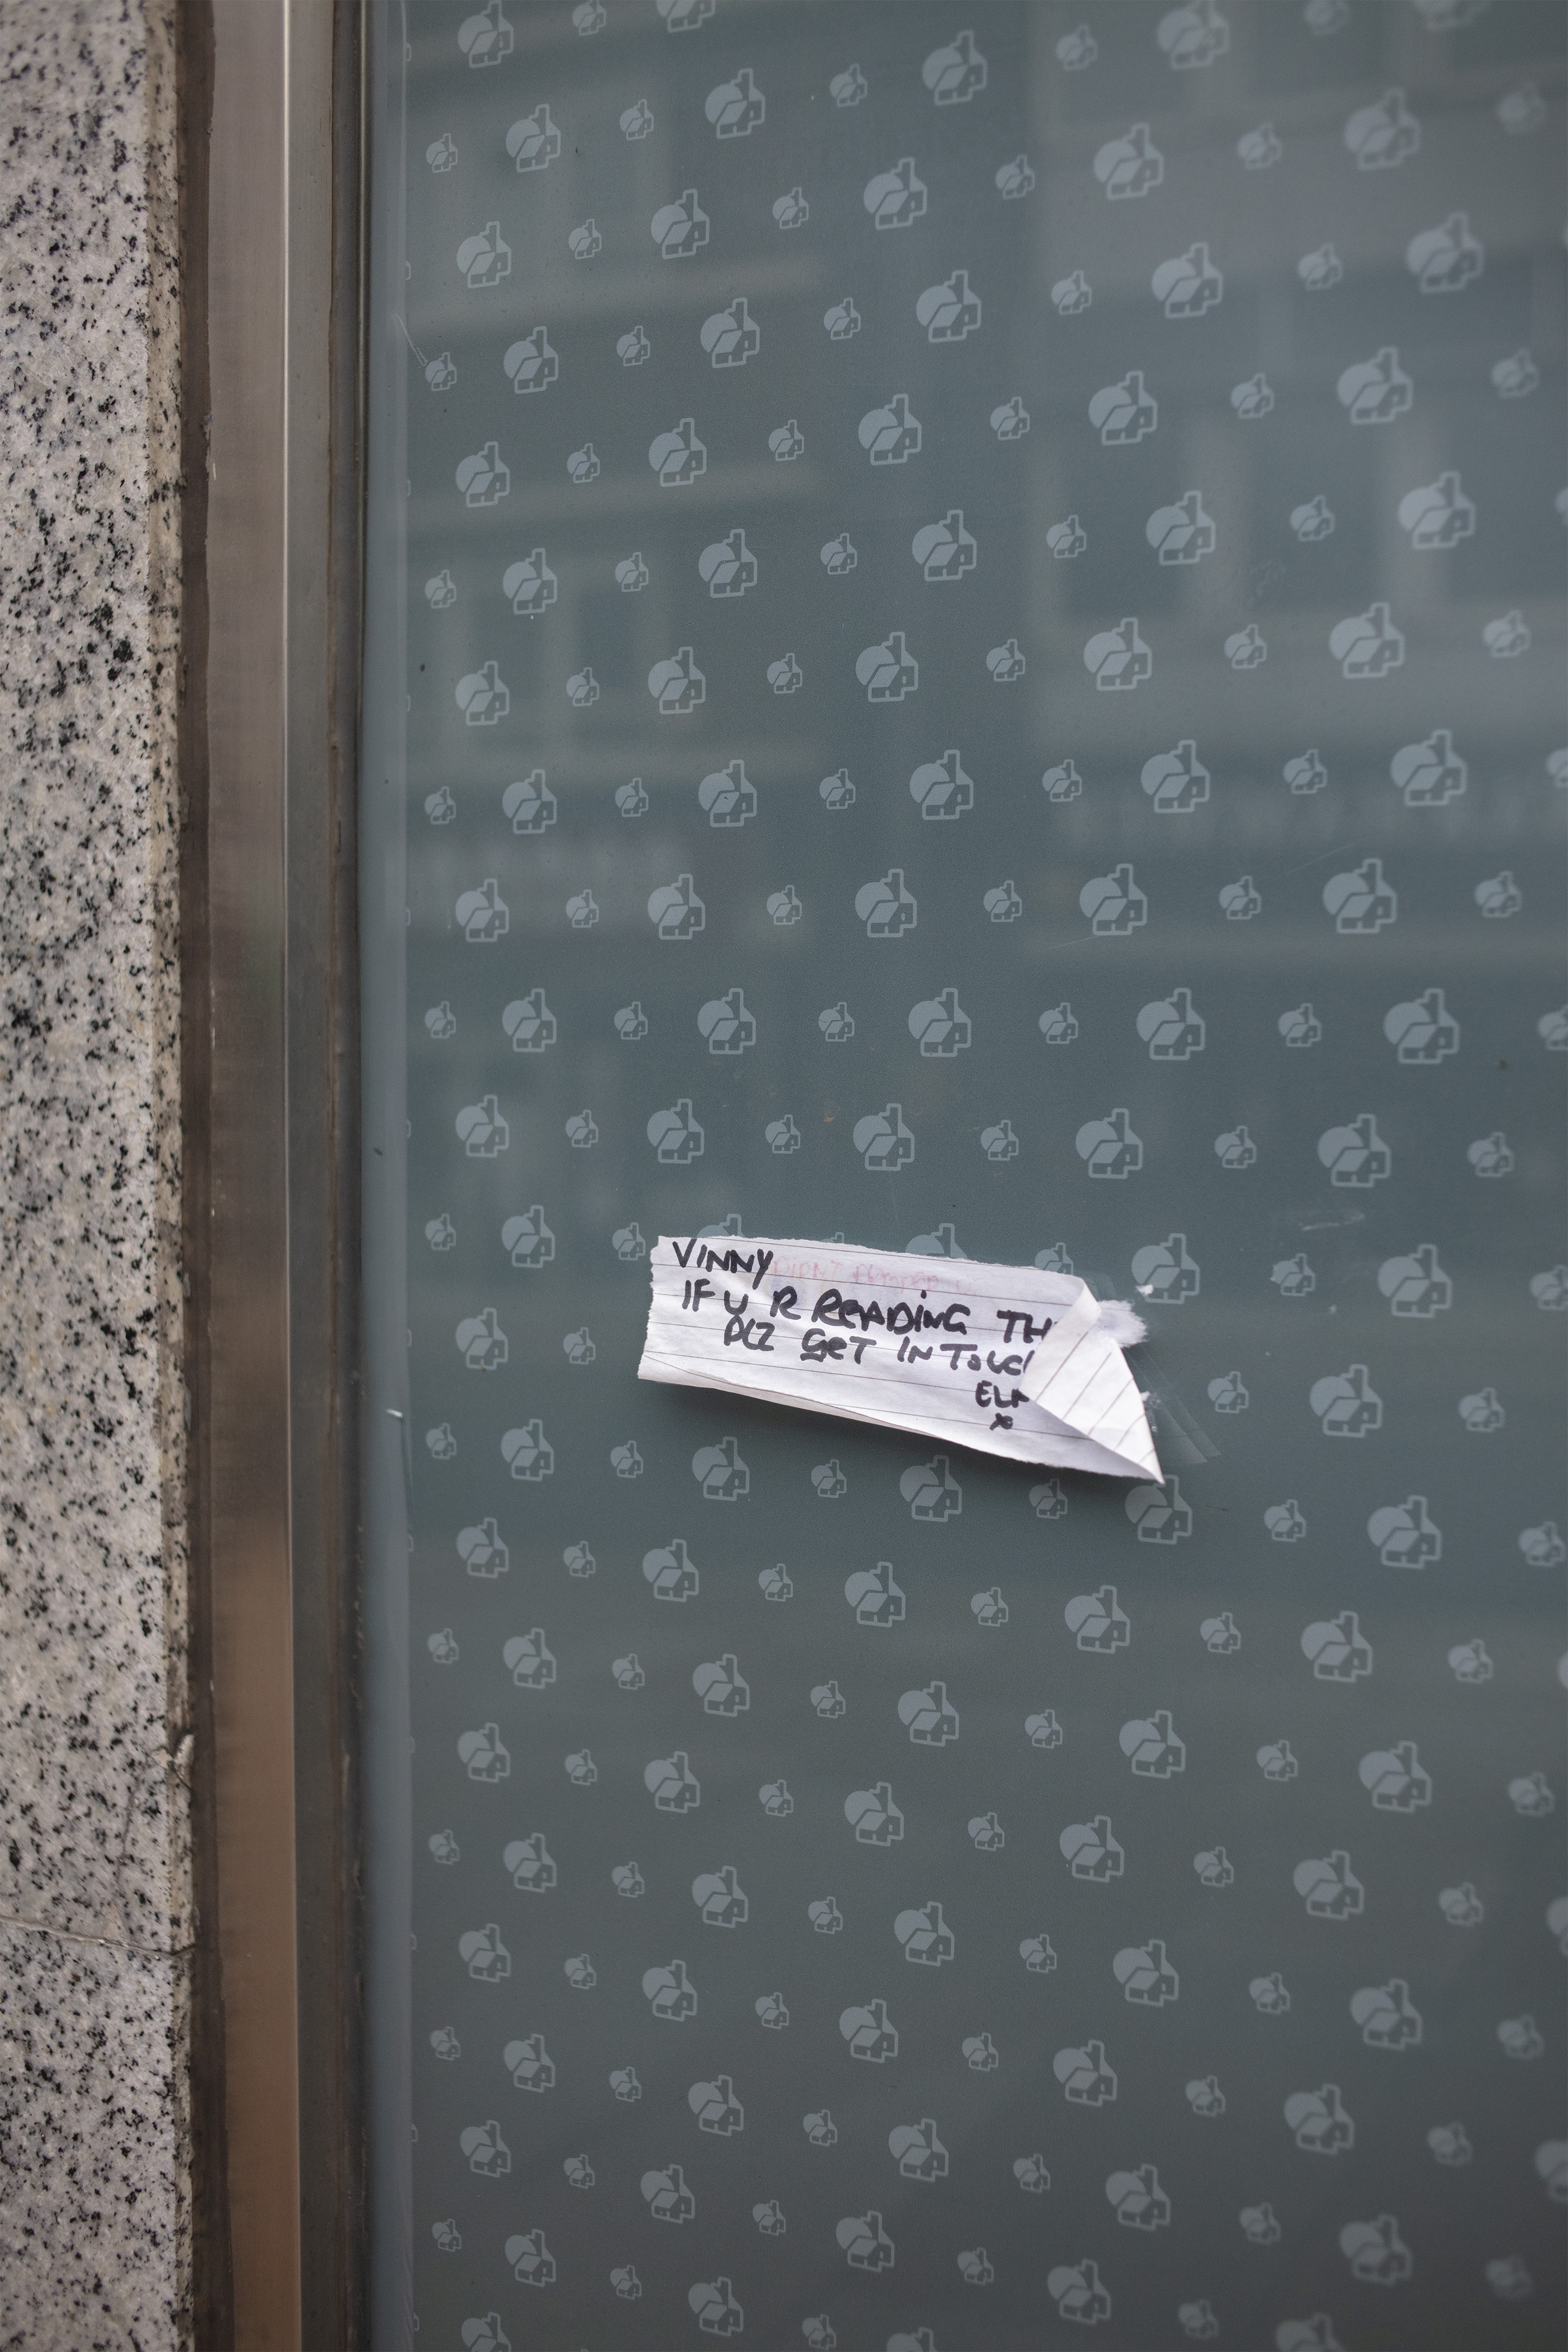 VINNY
IF U R READING TH
PLZ GET IN TOUC
EL
x